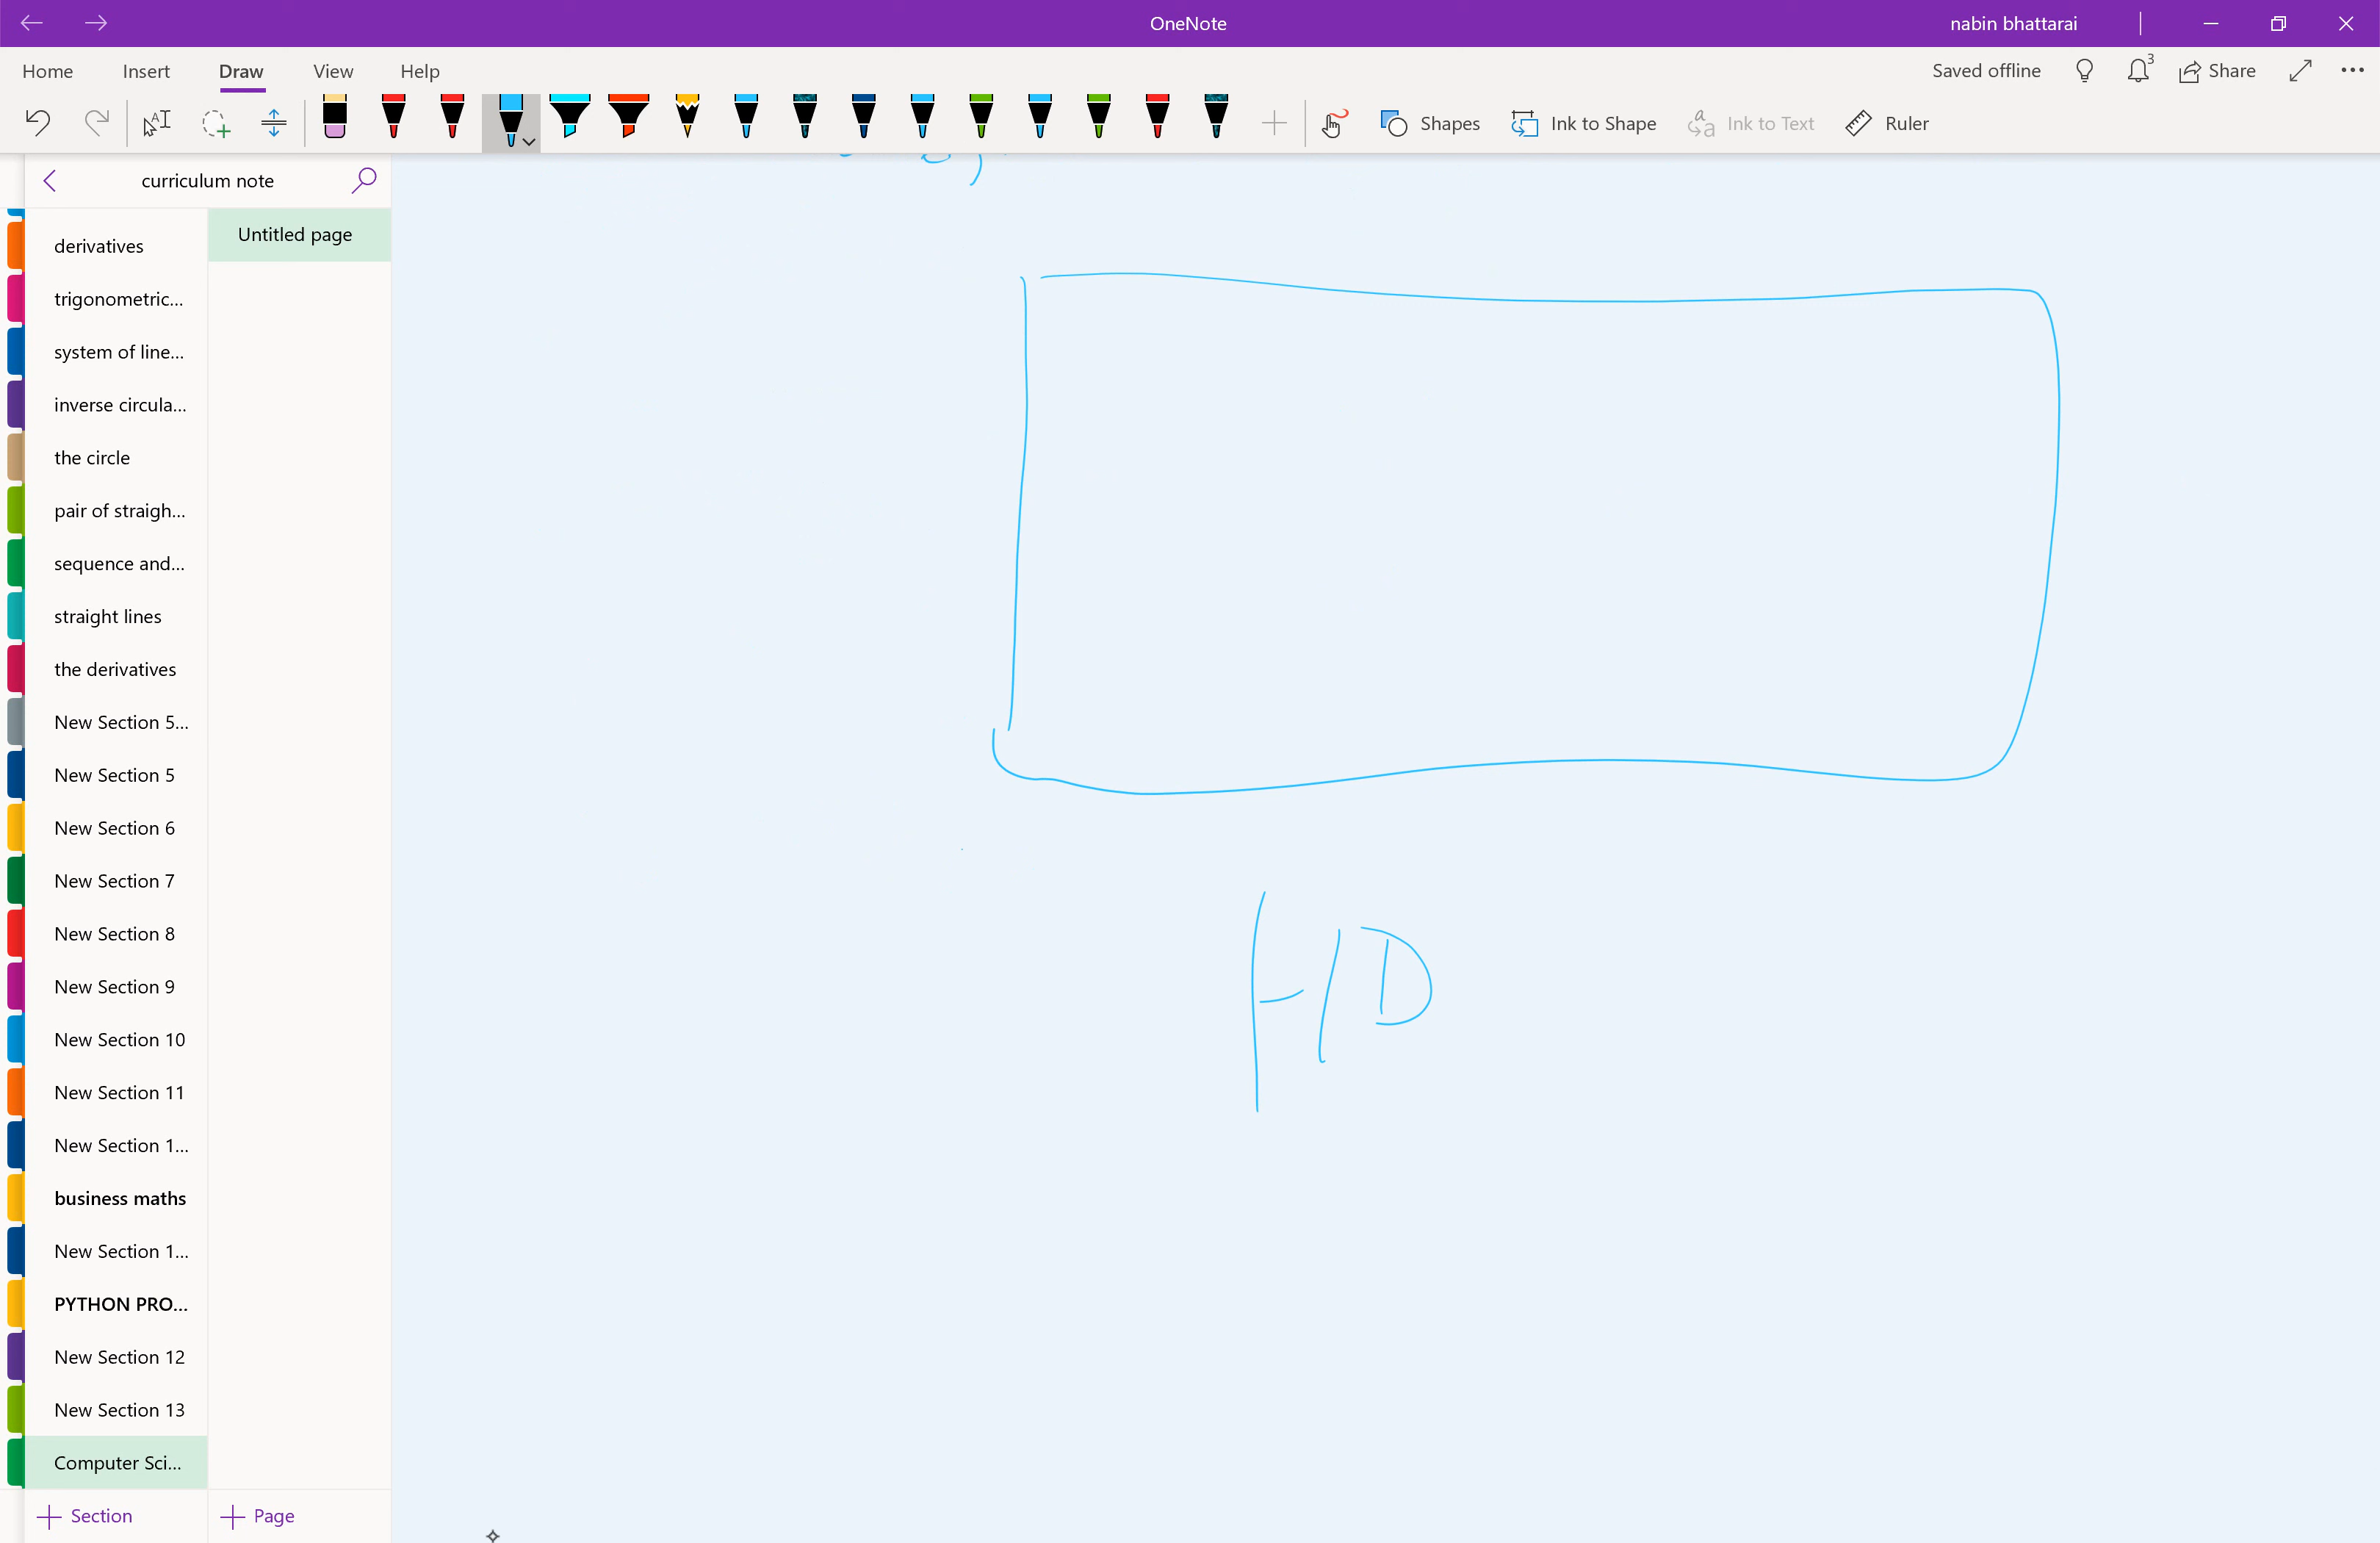 OneNote
nabin bhattarai
Home Insert Draw View Help
Saved offline
3
Share
Shapes
Ink to Shape
Ink to Text
Ruler
curriculum note
Untitled page
derivatives
trigonometric...
system of line...
inverse circula...
the circle
pair of straigh...
sequence and...
straight lines
the derivatives
New Section 5...
New Section 5
New Section 6
New Section 7
New Section 8
New Section 9
New Section 10
New Section 11
New Section 1...
business maths
New Section 1...
PYTHON PRO...
New Section 12
New Section 13
Computer Sci...
Section
Page